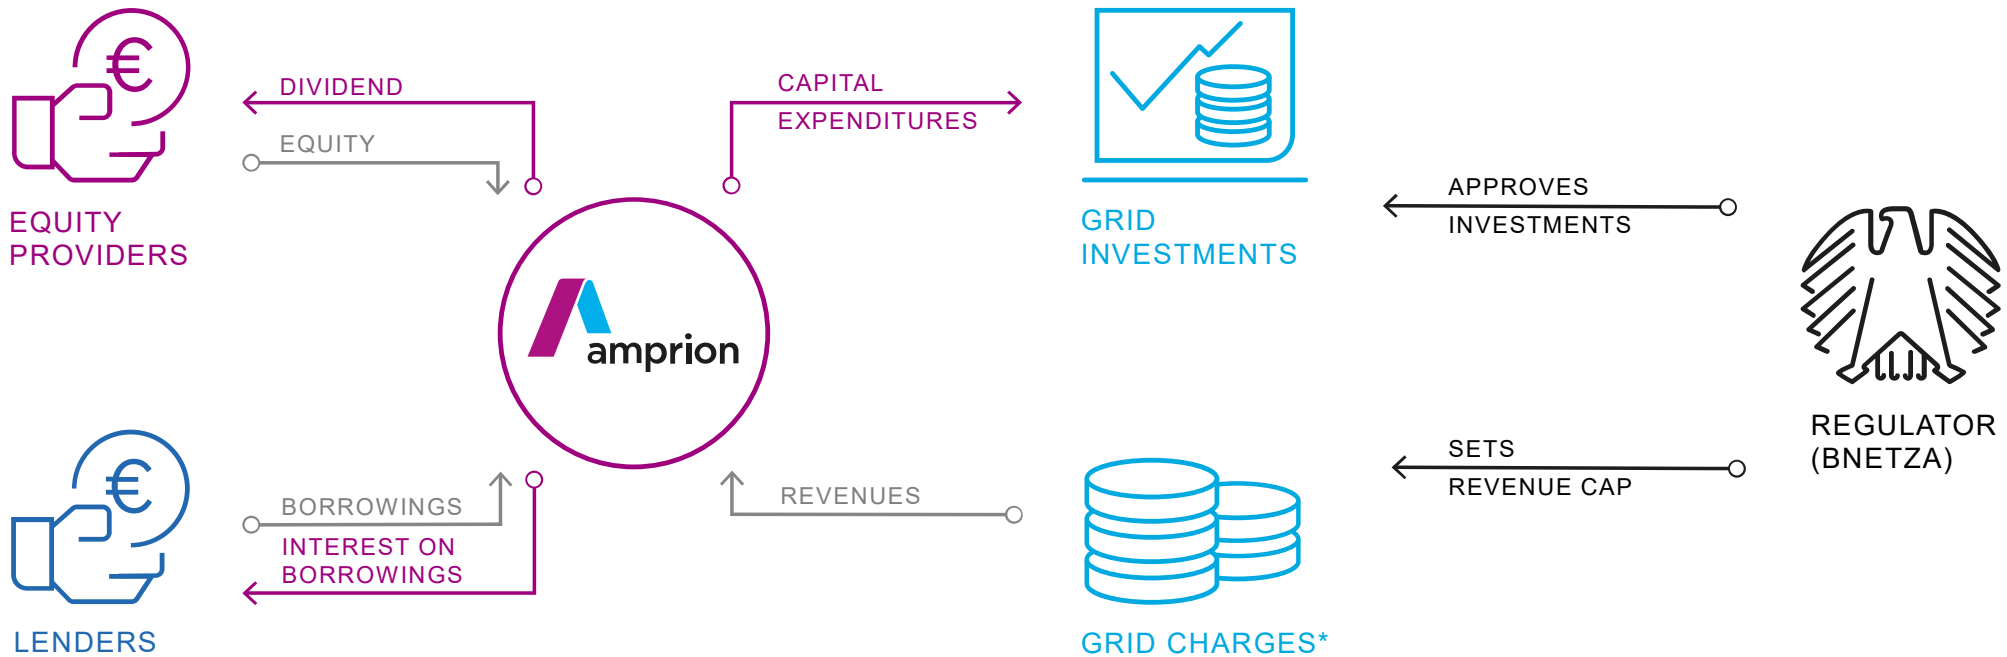 DIVIDEND
EQUITY
EQUITY
PROVIDERS
CAPITAL
EXPENDITURES
GRID
INVESTMENTS
APPROVES
INVESTMENTS
amprion
REGULATOR
(BNETZA)
BORROWINGS
INTEREST ON
BORROWINGS
LENDERS
REVENUES
GRID CHARGES*
SETS
REVENUE CAP
€
€